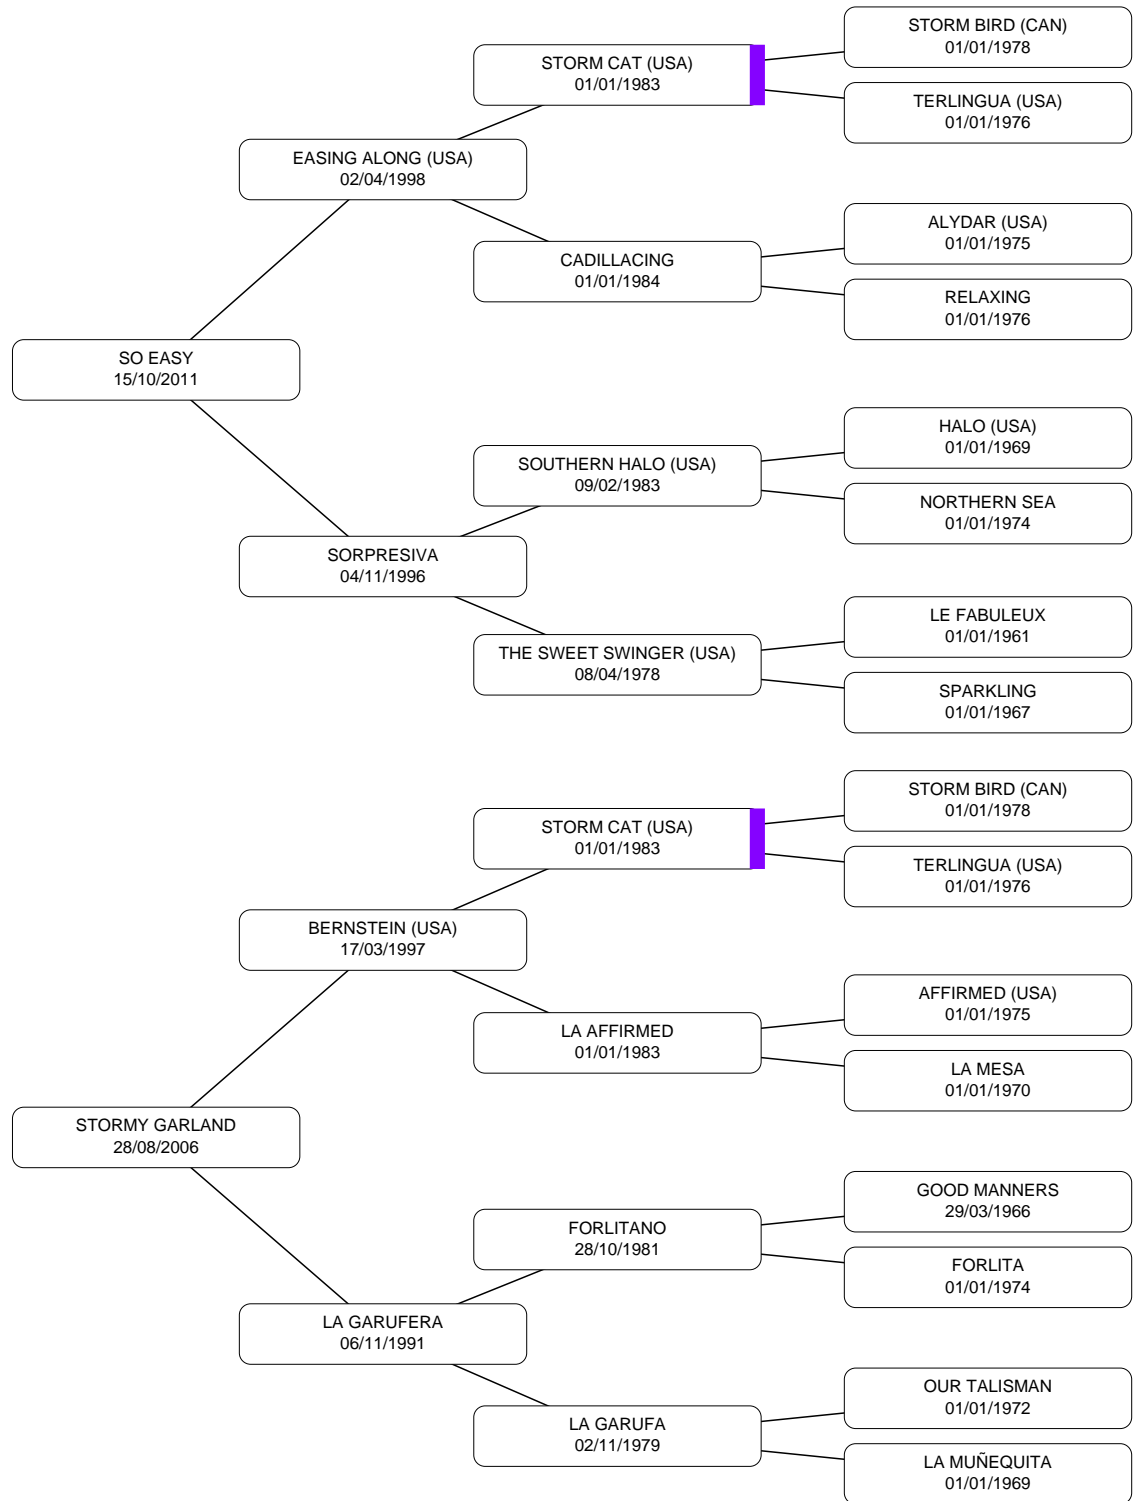 STORM BIRD (CAN)
01/01/1978
STORM CAT (USA)
01/01/1983
TERLINGUA (USA)
01/01/1976
EASING ALONG (USA)
02/04/1998
ALYDAR (USA)
01/01/1975
CADILLACING
01/01/1984
RELAXING
01/01/1976
SO EASY
15/10/2011
HALO (USA)
01/01/1969
SOUTHERN HALO (USA)
09/02/1983
NORTHERN SEA
01/01/1974
SORPRESIVA
04/11/1996
LE FABULEUX
01/01/1961
THE SWEET SWINGER (USA)
08/04/1978
SPARKLING
01/01/1967
STORM BIRD (CAN)
01/01/1978
STORM CAT (USA)
01/01/1983
TERLINGUA (USA)
01/01/1976
BERNSTEIN (USA)
17/03/1997
AFFIRMED (USA)
01/01/1975
LA AFFIRMED
01/01/1983
LA MESA
01/01/1970
STORMY GARLAND
28/08/2006
GOOD MANNERS
29/03/1966
FORLITANO
28/10/1981
FORLITA
01/01/1974
LA GARUFERA
06/11/1991
OUR TALISMAN
01/01/1972
LA GARUFA
02/11/1979
LA MUÑEQUITA
01/01/1969